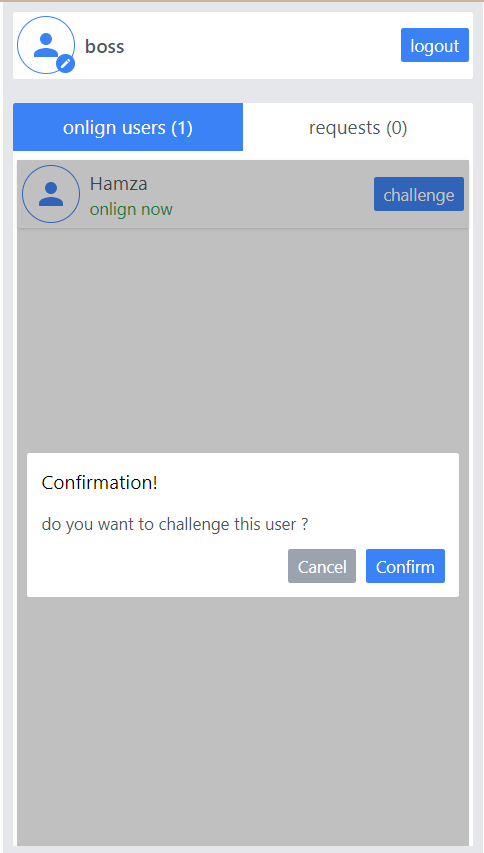 boss
logout
onlign users (1)
requests (0)
Hamza
onlign now
challenge
Confirmation!
do you want to challenge this user ?
Cancel
Confirm